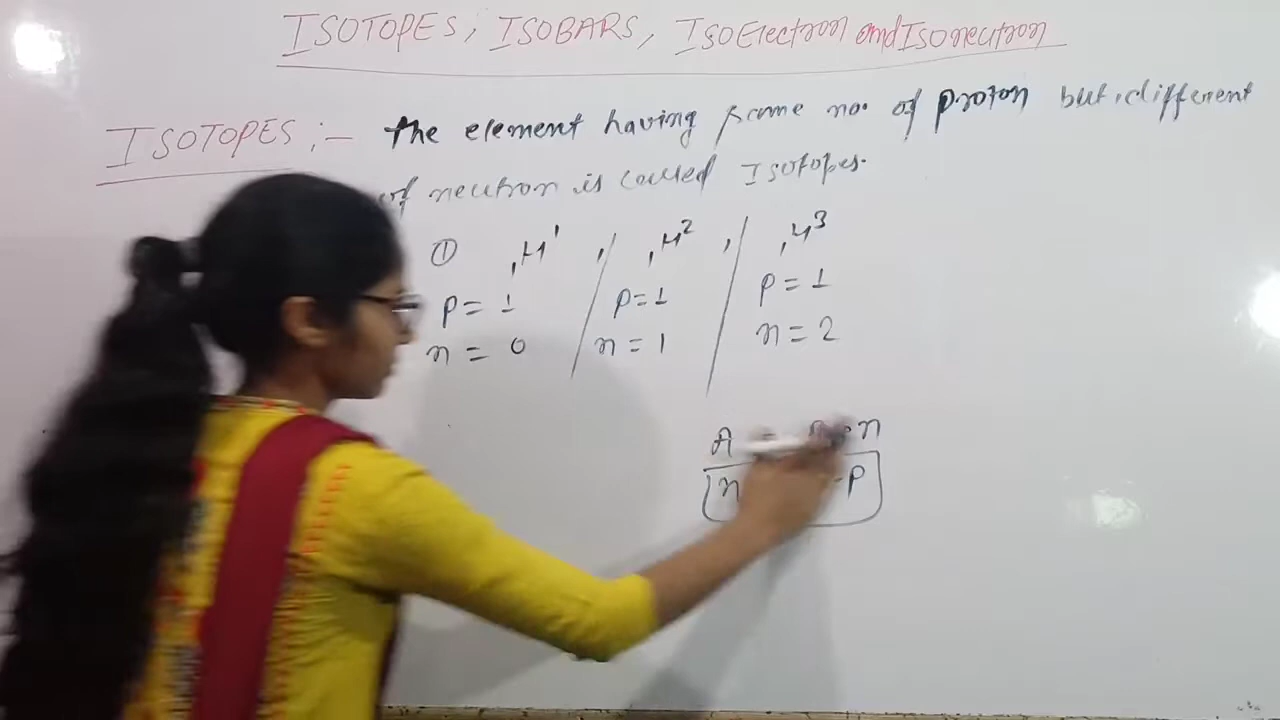 ISOTOPES, ISOBARS, IsoElectron and Isoneutron
ISOTOPES :- The element having same no. of proton but different
of neutron is called Isotopes.
① ₁H¹ , / ₁H² , / ₁H³
P = 1 P = 1 P = 1
n = 0 n = 1 n = 2
A = n
n - P